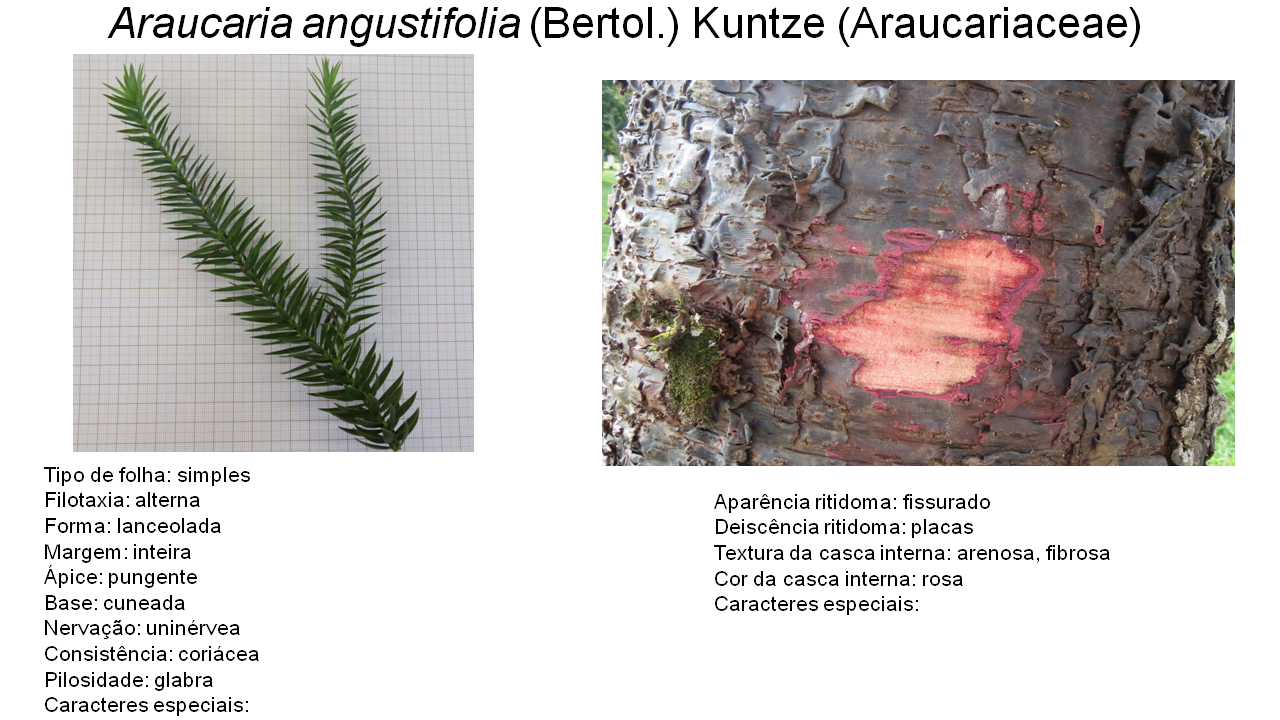 Araucaria angustifolia (Bertol.) Kuntze (Araucariaceae)
Tipo de folha: simples
Filotaxia: alterna
Forma: lanceolada
Margem: inteira
Ápice: pungente
Base: cuneada
Nervação: uninérvea
Consistência: coriácea
Pilosidade: glabra
Caracteres especiais:
Aparência ritidoma: fissurado
Deiscência ritidoma: placas
Textura da casca interna: arenosa, fibrosa
Cor da casca interna: rosa
Caracteres especiais: